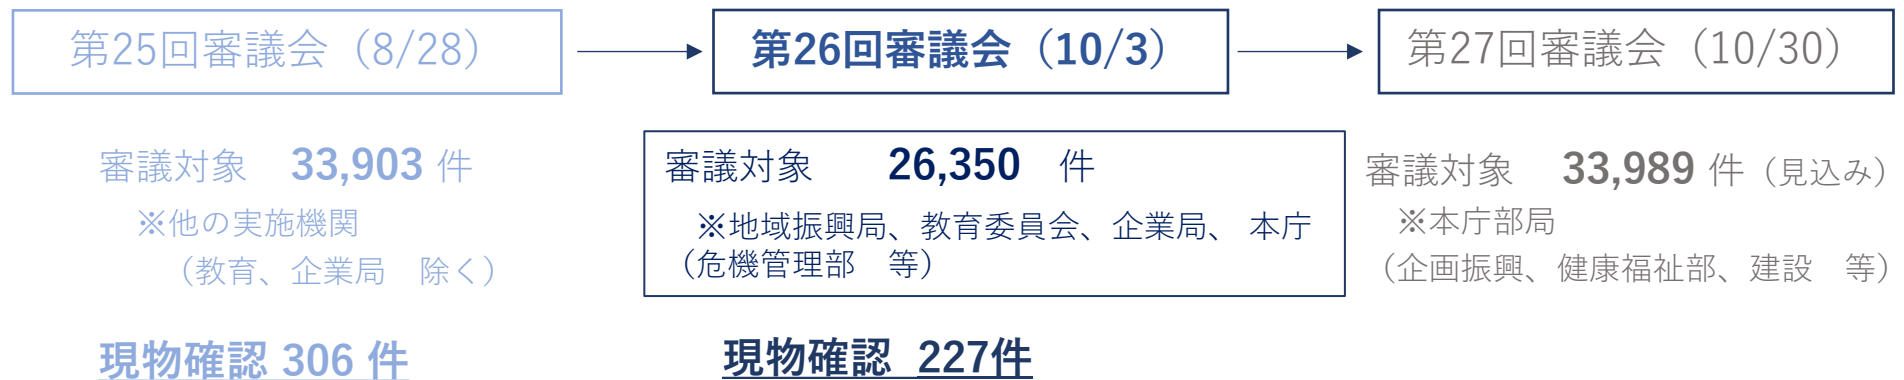 第25回審議会（8/28）
第26回審議会（10/3）
第27回審議会（10/30）
審議対象　33,903 件
※他の実施機関
（教育、企業局　除く）
現物確認 306 件
審議対象　　26,350　件
※地域振興局、教育委員会、企業局、 本庁
（危機管理部　等）
現物確認 227件
審議対象　33,989 件（見込み）
※本庁部局
（企画振興、健康福祉部、建設　等）